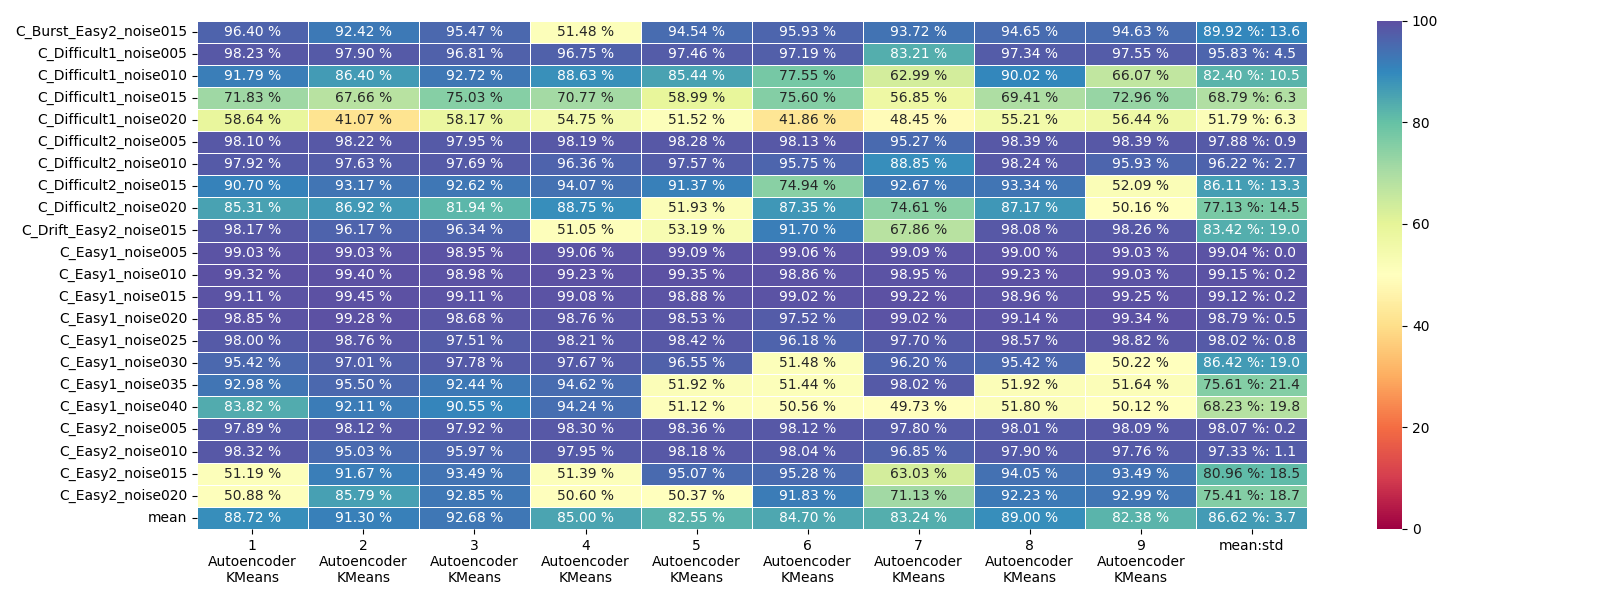 C_Burst_Easy2_noise015 96.40 % 92.42 % 95.47 % 51.48 % 94.54 % 95.93 % 93.72 % 94.65 % 94.63 % 89.92 %: 13.6
C_Difficult1_noise005 98.23 % 97.90 % 96.81 % 96.75 % 97.46 % 97.19 % 83.21 % 97.34 % 97.55 % 95.83 %: 4.5
C_Difficult1_noise010 91.79 % 86.40 % 92.72 % 88.63 % 85.44 % 77.55 % 62.99 % 90.02 % 66.07 % 82.40 %: 10.5
C_Difficult1_noise015 71.83 % 67.66 % 75.03 % 70.77 % 58.99 % 75.60 % 56.85 % 69.41 % 72.96 % 68.79 %: 6.3
C_Difficult1_noise020 58.64 % 41.07 % 58.17 % 54.75 % 51.52 % 41.86 % 48.45 % 55.21 % 56.44 % 51.79 %: 6.3
C_Difficult2_noise005 98.10 % 98.22 % 97.95 % 98.19 % 98.28 % 98.13 % 95.27 % 98.39 % 98.39 % 97.88 %: 0.9
C_Difficult2_noise010 97.92 % 97.63 % 97.69 % 96.36 % 97.57 % 95.75 % 88.85 % 98.24 % 95.93 % 96.22 %: 2.7
C_Difficult2_noise015 90.70 % 93.17 % 92.62 % 94.07 % 91.37 % 74.94 % 92.67 % 93.34 % 52.09 % 86.11 %: 13.3
C_Difficult2_noise020 85.31 % 86.92 % 81.94 % 88.75 % 51.93 % 87.35 % 74.61 % 87.17 % 50.16 % 77.13 %: 14.5
C_Drift_Easy2_noise015 98.17 % 96.17 % 96.34 % 51.05 % 53.19 % 91.70 % 67.86 % 98.08 % 98.26 % 83.42 %: 19.0
C_Easy1_noise005 99.03 % 99.03 % 98.95 % 99.06 % 99.09 % 99.06 % 99.09 % 99.00 % 99.03 % 99.04 %: 0.0
C_Easy1_noise010 99.32 % 99.40 % 98.98 % 99.23 % 99.35 % 98.86 % 98.95 % 99.23 % 99.03 % 99.15 %: 0.2
C_Easy1_noise015 99.11 % 99.45 % 99.11 % 99.08 % 98.88 % 99.02 % 99.22 % 98.96 % 99.25 % 99.12 %: 0.2
C_Easy1_noise020 98.85 % 99.28 % 98.68 % 98.76 % 98.53 % 97.52 % 99.02 % 99.14 % 99.34 % 98.79 %: 0.5
C_Easy1_noise025 98.00 % 98.76 % 97.51 % 98.21 % 98.42 % 96.18 % 97.70 % 98.57 % 98.82 % 98.02 %: 0.8
C_Easy1_noise030 95.42 % 97.01 % 97.78 % 97.67 % 96.55 % 51.48 % 96.20 % 95.42 % 50.22 % 86.42 %: 19.0
C_Easy1_noise035 92.98 % 95.50 % 92.44 % 94.62 % 51.92 % 51.44 % 98.02 % 51.92 % 51.64 % 75.61 %: 21.4
C_Easy1_noise040 83.82 % 92.11 % 90.55 % 94.24 % 51.12 % 50.56 % 49.73 % 51.80 % 50.12 % 68.23 %: 19.8
C_Easy2_noise005 97.89 % 98.12 % 97.92 % 98.30 % 98.36 % 98.12 % 97.80 % 98.01 % 98.09 % 98.07 %: 0.2
C_Easy2_noise010 98.32 % 95.03 % 95.97 % 97.95 % 98.18 % 98.04 % 96.85 % 97.90 % 97.76 % 97.33 %: 1.1
C_Easy2_noise015 51.19 % 91.67 % 93.49 % 51.39 % 95.07 % 95.28 % 63.03 % 94.05 % 93.49 % 80.96 %: 18.5
C_Easy2_noise020 50.88 % 85.79 % 92.85 % 50.60 % 50.37 % 91.83 % 71.13 % 92.23 % 92.99 % 75.41 %: 18.7
mean 88.72 % 91.30 % 92.68 % 85.00 % 82.55 % 84.70 % 83.24 % 89.00 % 82.38 % 86.62 %: 3.7
1 2 3 4 5 6 7 8 9 mean:std
Autoencoder Autoencoder Autoencoder Autoencoder Autoencoder Autoencoder Autoencoder Autoencoder Autoencoder
KMeans KMeans KMeans KMeans KMeans KMeans KMeans KMeans KMeans
100
80
60
40
20
0